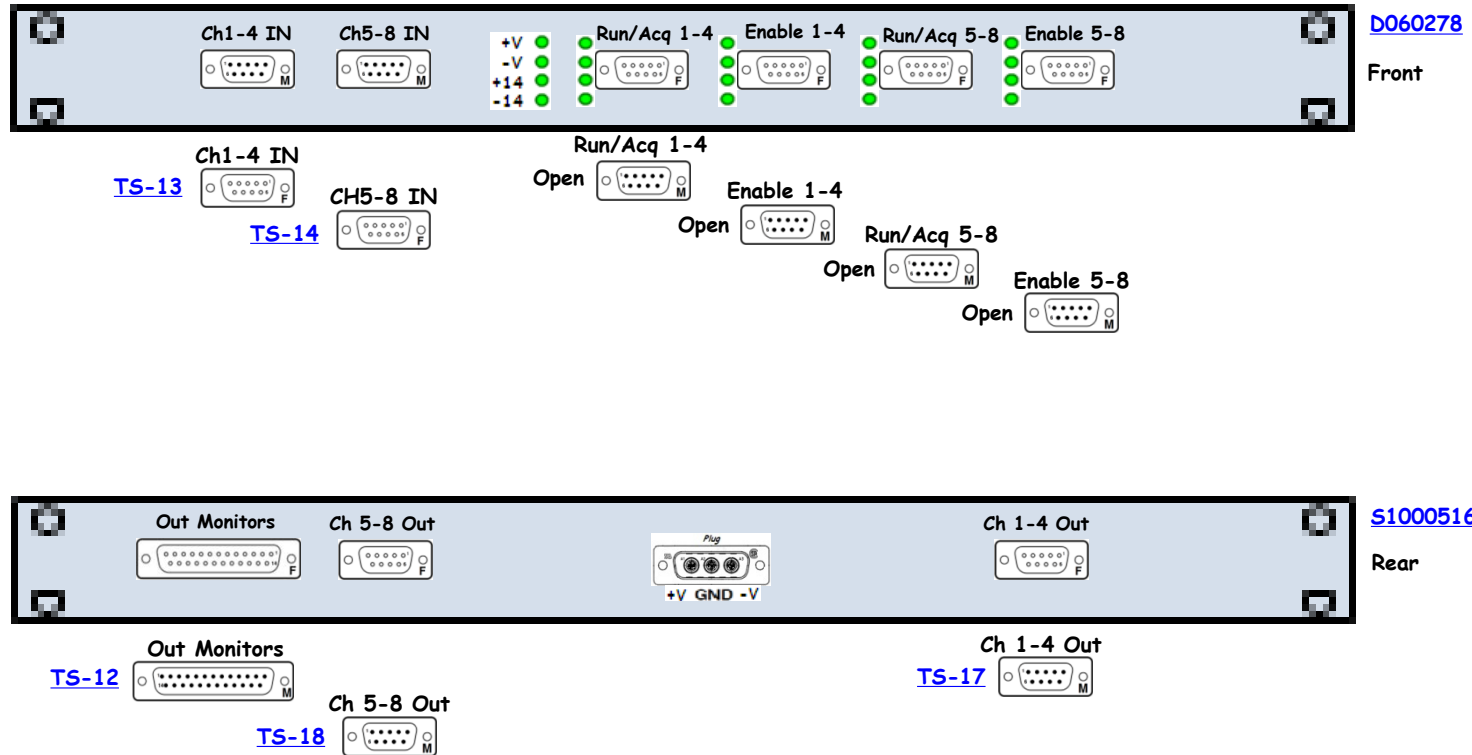 Ch1-4 IN
Ch5-8 IN
+V
-V
+14
-14
Run/Acq 1-4
Enable 1-4
Run/Acq 5-8
Enable 5-8
M
M
F
F
F
F
D060278
Front
Ch1-4 IN
TS-13
F
CH5-8 IN
TS-14
F
Run/Acq 1-4
Open
M
Enable 1-4
Open
M
Run/Acq 5-8
Open
M
Enable 5-8
Open
M
Out Monitors
F
Ch 5-8 Out
F
Plug
+V GND -V
Ch 1-4 Out
F
S1000516
Rear
Out Monitors
TS-12
M
Ch 5-8 Out
TS-18
M
Ch 1-4 Out
TS-17
M